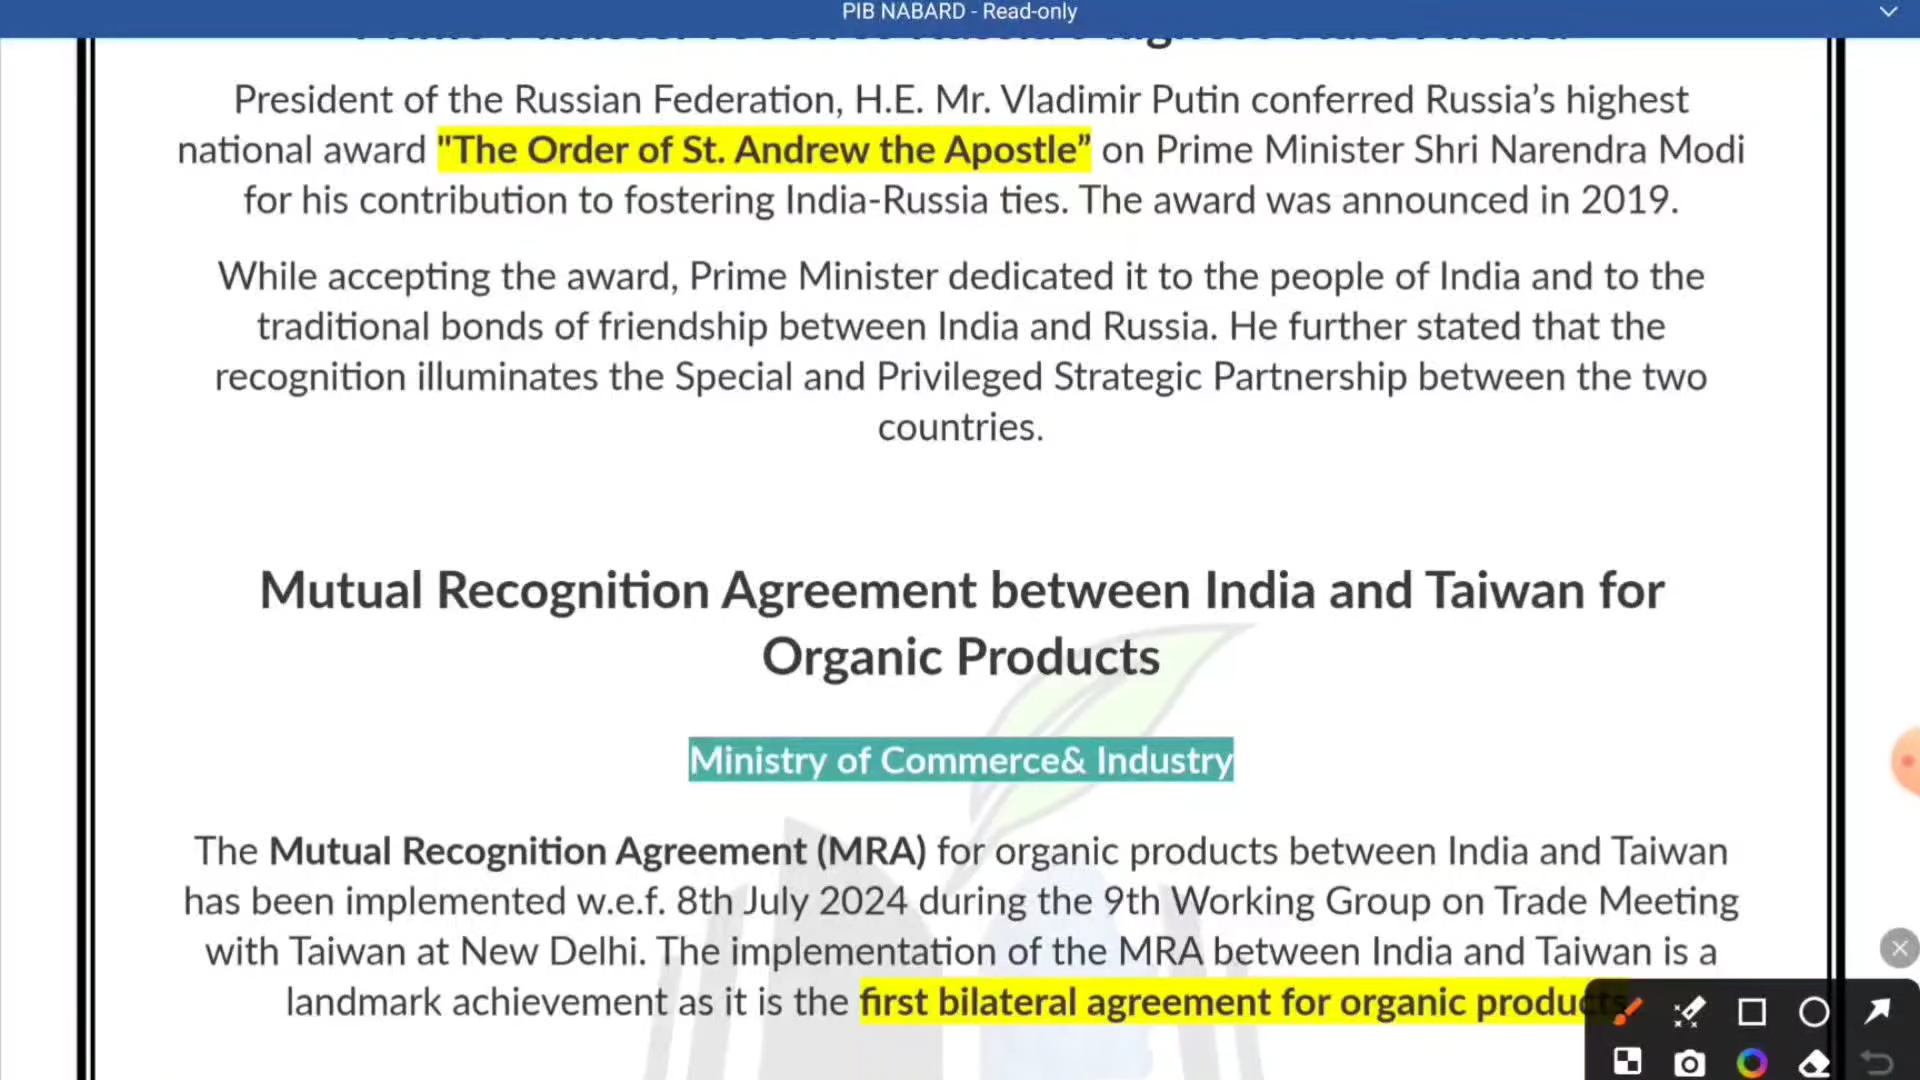 PIB NABARD - Read-only
President of the Russian Federation, H.E. Mr. Vladimir Putin conferred Russia’s highest
national award "The Order of St. Andrew the Apostle” on Prime Minister Shri Narendra Modi
for his contribution to fostering India-Russia ties. The award was announced in 2019.
While accepting the award, Prime Minister dedicated it to the people of India and to the
traditional bonds of friendship between India and Russia. He further stated that the
recognition illuminates the Special and Privileged Strategic Partnership between the two
countries.
Mutual Recognition Agreement between India and Taiwan for
Organic Products
Ministry of Commerce& Industry
The Mutual Recognition Agreement (MRA) for organic products between India and Taiwan
has been implemented w.e.f. 8th July 2024 during the 9th Working Group on Trade Meeting
with Taiwan at New Delhi. The implementation of the MRA between India and Taiwan is a
landmark achievement as it is the first bilateral agreement for organic products